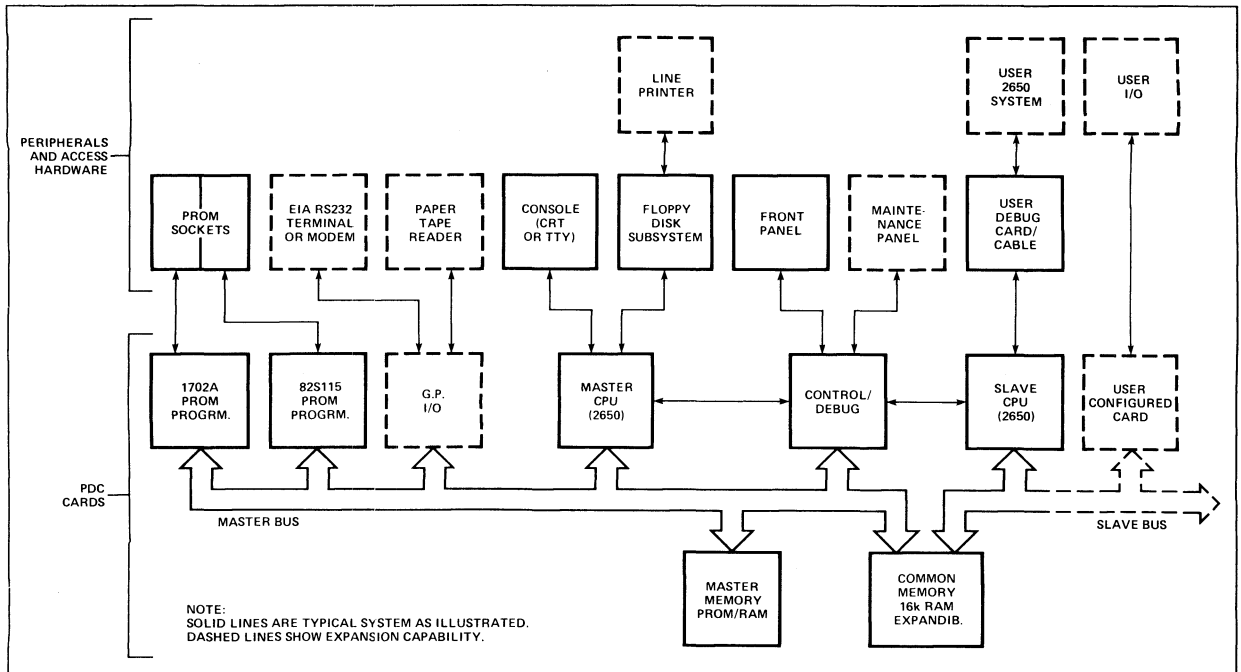 LINE
PRINTER
USER
2650
SYSTEM
USER
I/O
PERIPHERALS
AND ACCESS
HARDWARE
PROM
SOCKETS
EIA RS232
TERMINAL
OR MODEM
PAPER
TAPE
READER
CONSOLE
(CRT
OR TTY)
FLOPPY
DISK
SUBSYSTEM
FRONT
PANEL
MAINTE-
NANCE
PANEL
USER
DEBUG
CARD/
CABLE
1702A
PROM
PROGRM.
82S115
PROM
PROGRM.
G.P.
I/O
MASTER
CPU
(2650)
CONTROL/
DEBUG
SLAVE
CPU
(2650)
USER
CONFIGURED
CARD
PDC
CARDS
MASTER BUS
SLAVE BUS
MASTER
MEMORY
PROM/RAM
COMMON
MEMORY
16k RAM
EXPANDIB.
NOTE:
SOLID LINES ARE TYPICAL SYSTEM AS ILLUSTRATED.
DASHED LINES SHOW EXPANSION CAPABILITY.